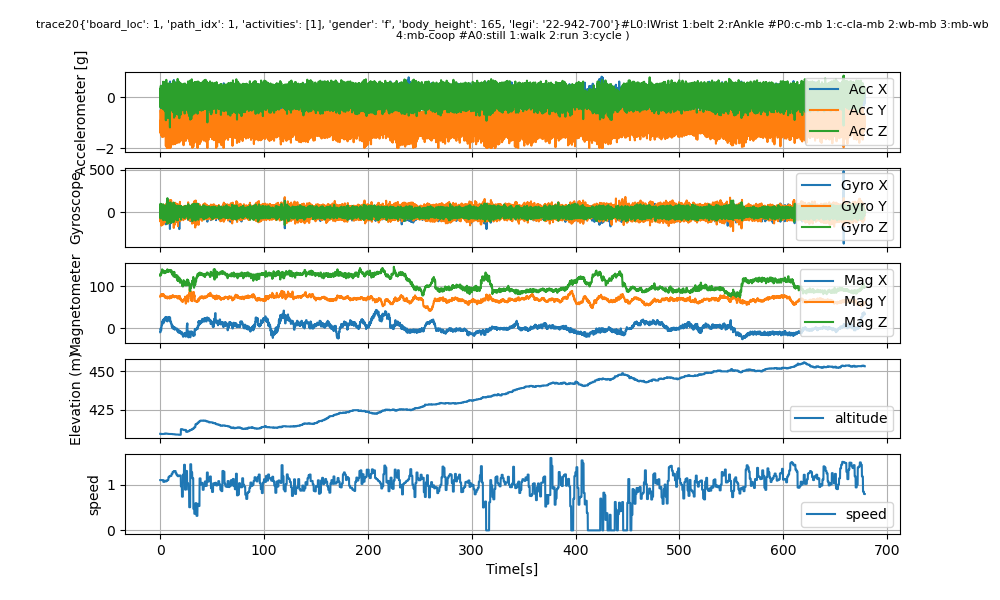 trace20{'board_loc': 1, 'path_idx': 1, 'activities': [1], 'gender': 'f', 'body_height': 165, 'legi': '22-942-700'}#L0:lWrist 1:belt 2:rAnkle #P0:c-mb 1:c-cla-mb 2:wb-mb 3:mb-wb
4:mb-coop #A0:still 1:walk 2:run 3:cycle )
Accelerometer [g]
0
−2
Acc X
Acc Y
Acc Z
Gyroscope
500
0
Gyro X
Gyro Y
Gyro Z
Magnetometer
100
0
Mag X
Mag Y
Mag Z
Elevation (m)
450
425
altitude
speed
1
0
speed
0 100 200 300 400 500 600 700
Time[s]